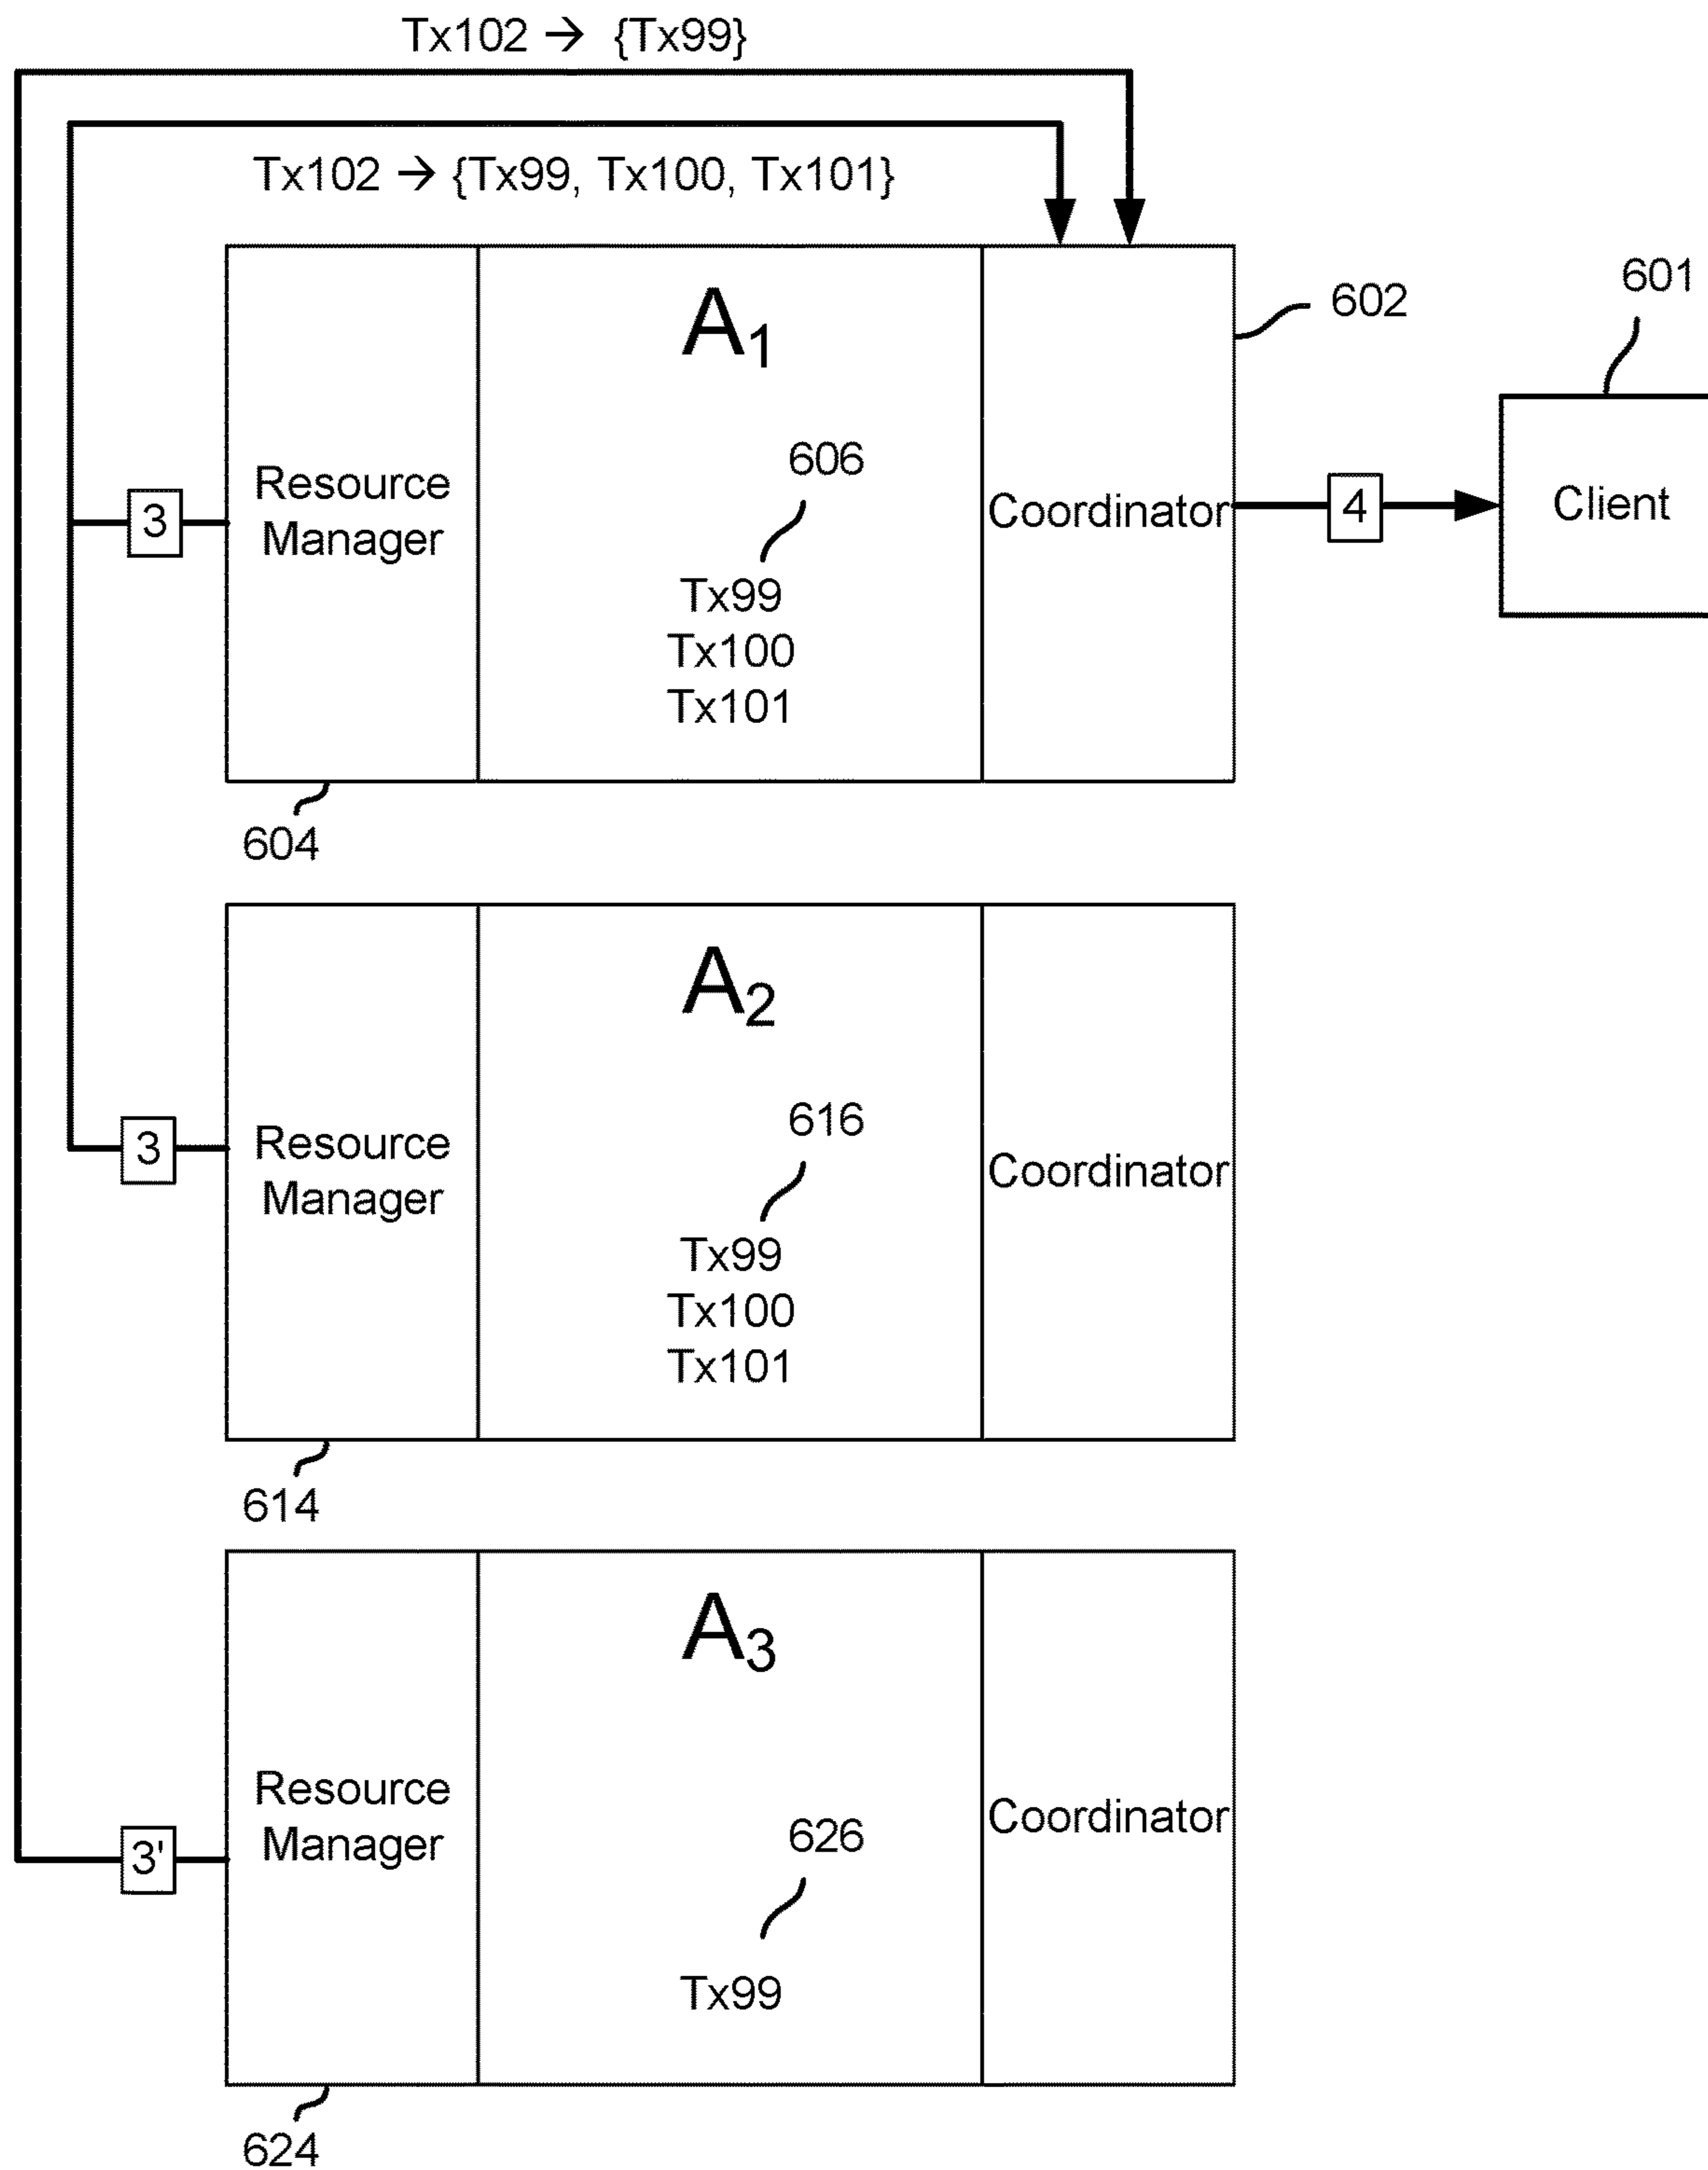 Tx102 → {Tx99}
Tx102 → {Tx99, Tx100, Tx101}
601
602
A1
606
Resource
Manager
3
Coordinator
4
Client
Tx99
Tx100
Tx101
604
A2
616
3
Resource
Manager
Coordinator
Tx99
Tx100
Tx101
614
A3
Resource
Manager
Coordinator
626
3'
Tx99
624